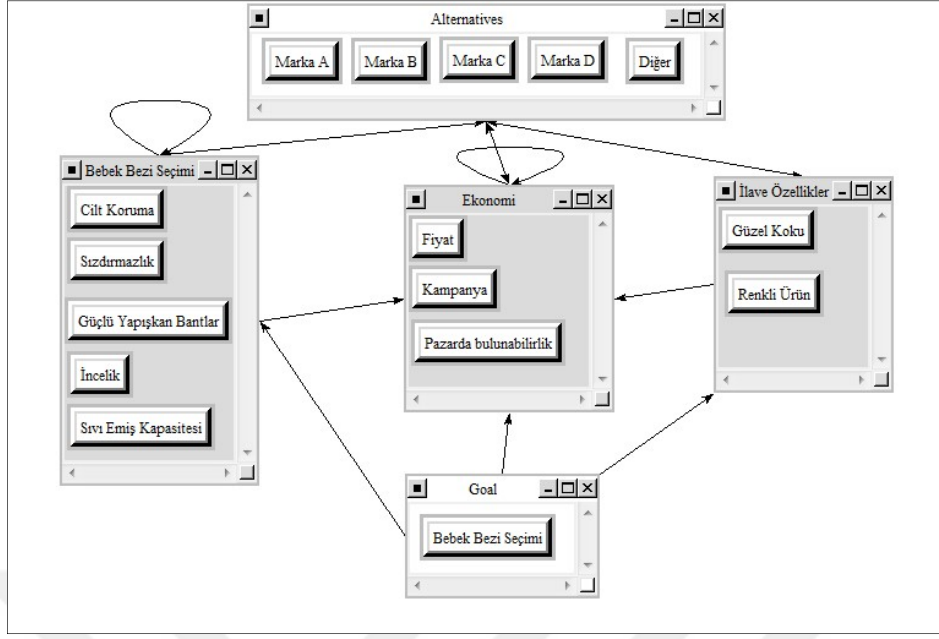 Alternatives
Marka A
Marka B
Marka C
Marka D
Diğer
Bebek Bezi Seçimi
Cilt Koruma
Sızdırmazlık
Güçlü Yapışkan Bantlar
İncelik
Sıvı Emiş Kapasitesi
Ekonomi
Fiyat
Kampanya
Pazarda bulunabilirlik
İlave Özellikler
Güzel Koku
Renkli Ürün
Goal
Bebek Bezi Seçimi